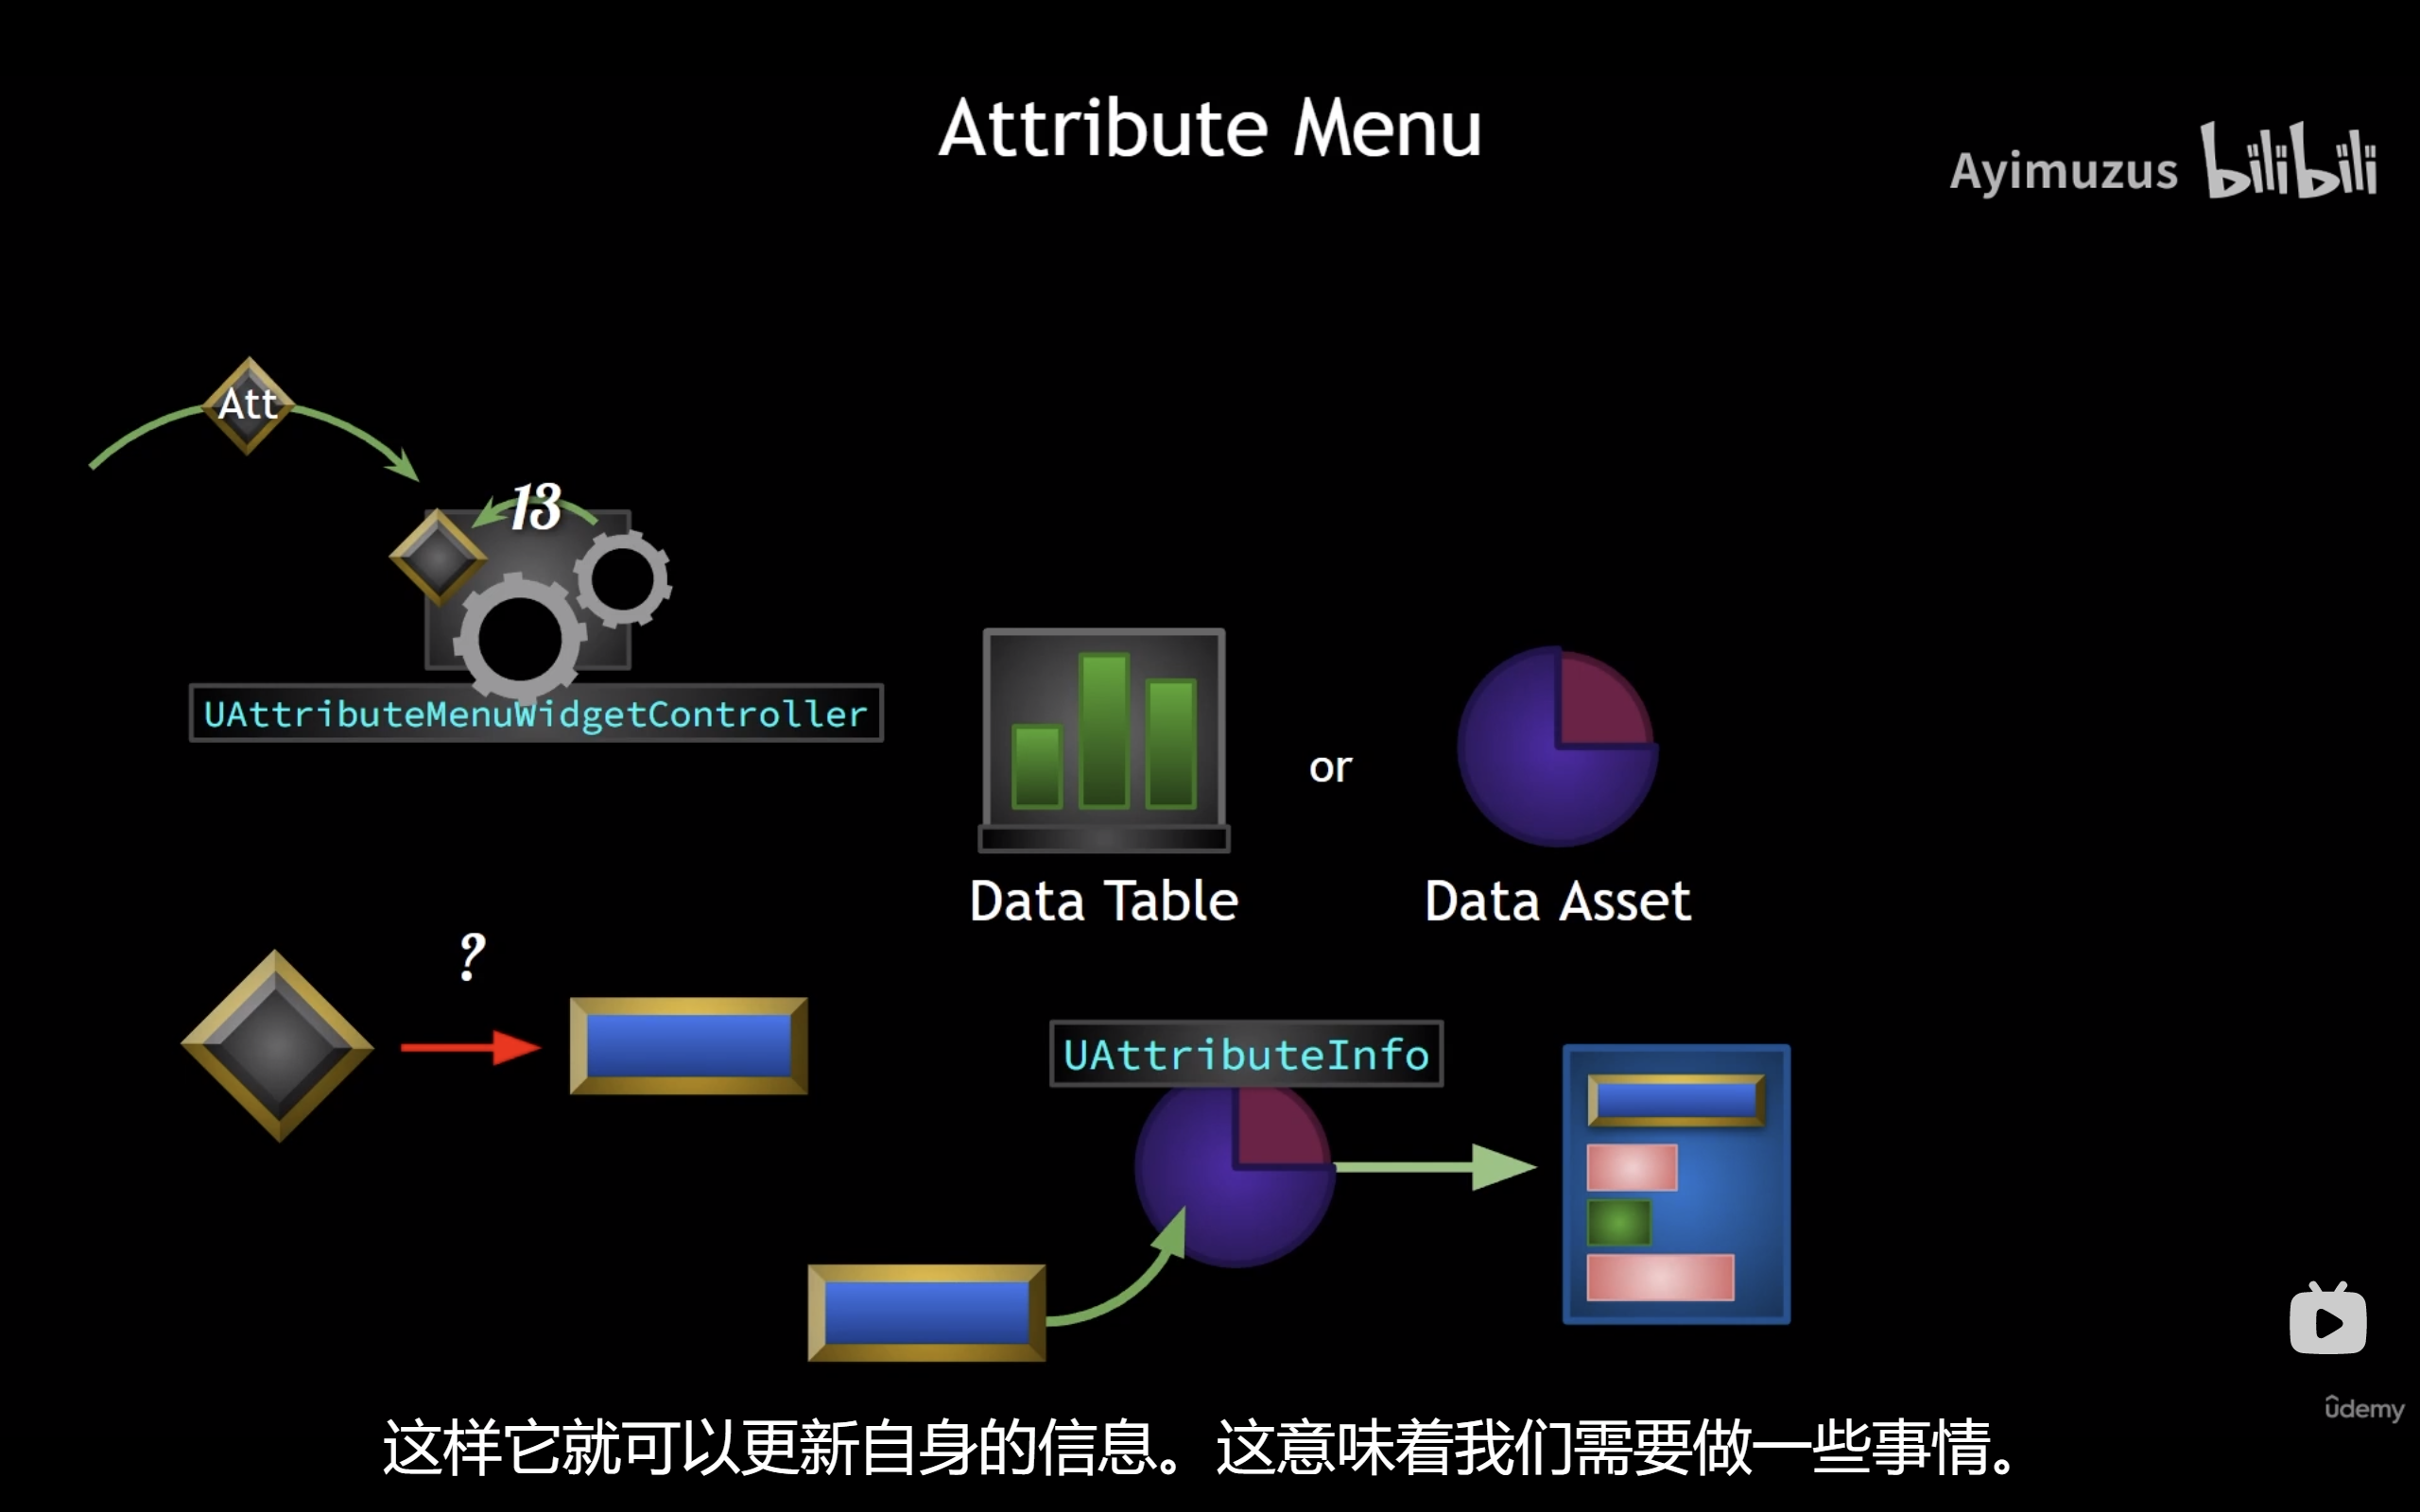 Attribute Menu
Ayimuzus bilibili
Att
13
UAttributeMenuWidgetController
or
Data Table
Data Asset
?
UAttributeInfo
ûdemy
这样它就可以更新自身的信息。这意味着我们需要做一些事情。